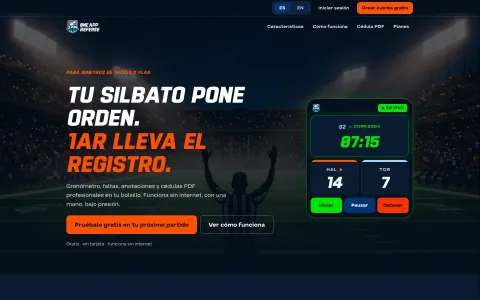 ES EN Iniciar sesión Crear cuenta gratis
ONE APP REFEREE Características Cómo funciona Cédula PDF Planes
PARA ÁRBITROS DE TACKLE Y FLAG
TU SILBATO PONE
ORDEN.
1AR LLEVA EL
REGISTRO.
Cronómetro, faltas, anotaciones y cédulas PDF
profesionales en tu bolsillo. Funciona sin internet, con una
mano, bajo presión.
Pruébalo gratis en tu próximo partido Ver cómo funciona
Gratis · sin tarjeta · funciona sin internet
EN VIVO
Q2 CORRIENDO
07:15
HAL TOR
14 7
Iniciar Pausar Detener